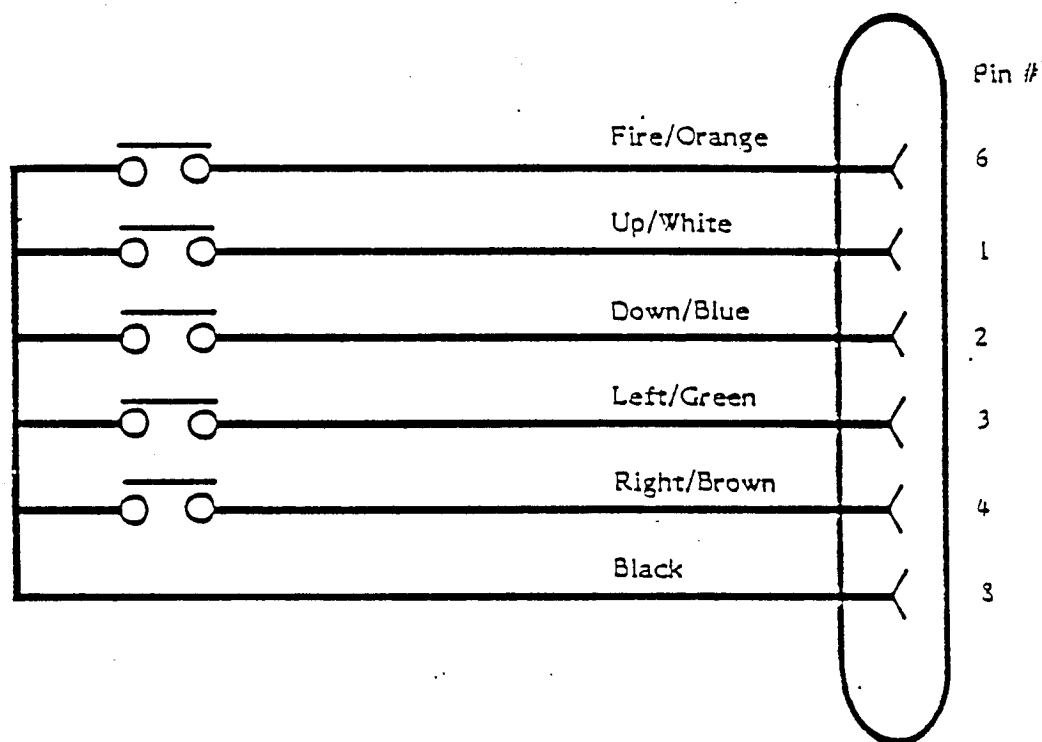 Pin #
Fire/Orange 6
Up/White 1
Down/Blue 2
Left/Green 3
Right/Brown 4
Black 8